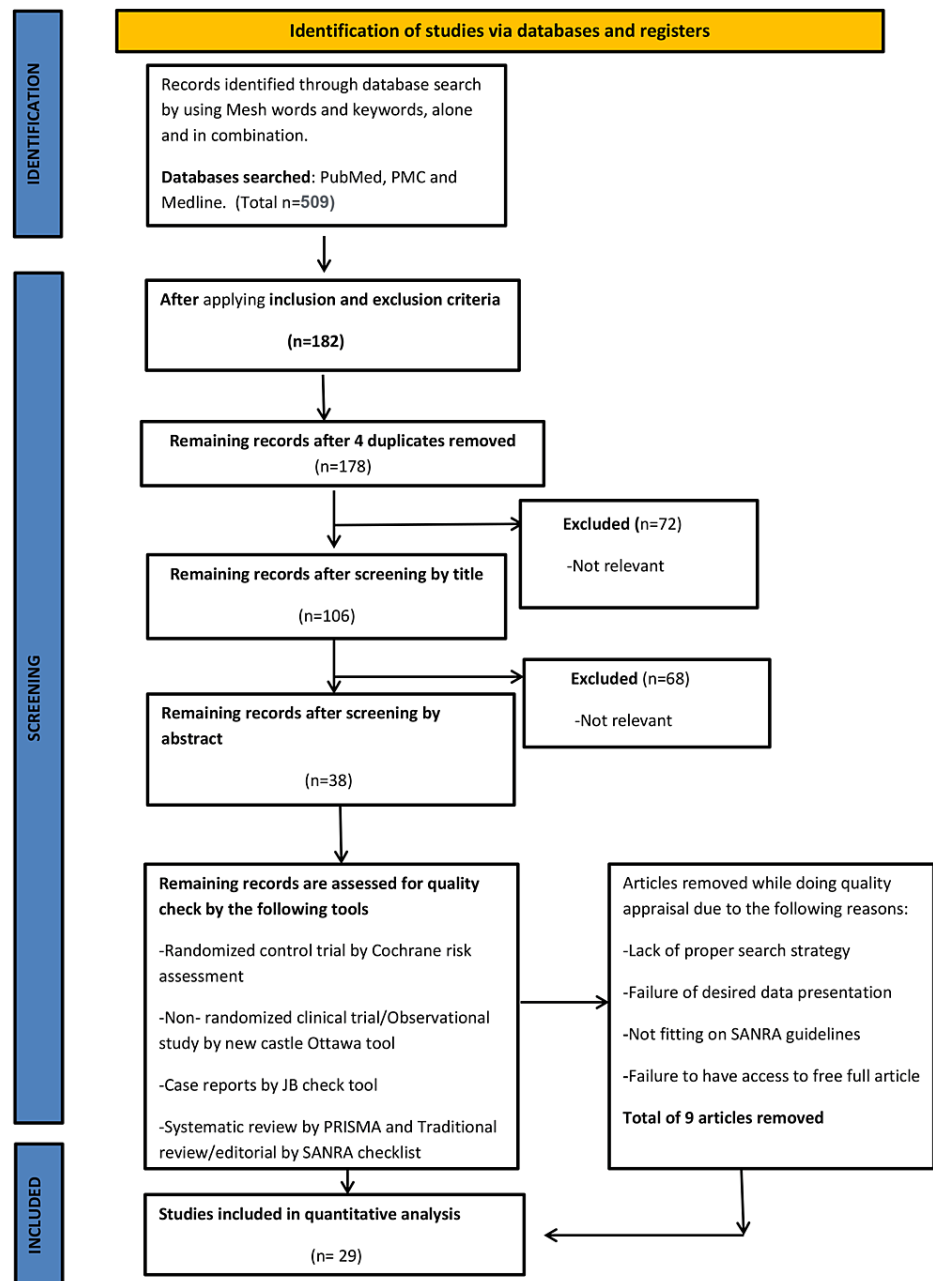 Identification of studies via databases and registers
IDENTIFICATION
Records identified through database search
by using Mesh words and keywords, alone
and in combination.
Databases searched: PubMed, PMC and
Medline. (Total n=509)
SCREENING
After applying inclusion and exclusion criteria
(n=182)
Remaining records after 4 duplicates removed
(n=178)
Excluded (n=72)
-Not relevant
Remaining records after screening by title
(n=106)
Excluded (n=68)
-Not relevant
Remaining records after screening by
abstract
(n=38)
Remaining records are assessed for quality
check by the following tools
-Randomized control trial by Cochrane risk
assessment
-Non- randomized clinical trial/Observational
study by new castle Ottawa tool
-Case reports by JB check tool
-Systematic review by PRISMA and Traditional
review/editorial by SANRA checklist
Articles removed while doing quality
appraisal due to the following reasons:
-Lack of proper search strategy
-Failure of desired data presentation
-Not fitting on SANRA guidelines
-Failure to have access to free full article
Total of 9 articles removed
INCLUDED
Studies included in quantitative analysis
(n= 29)